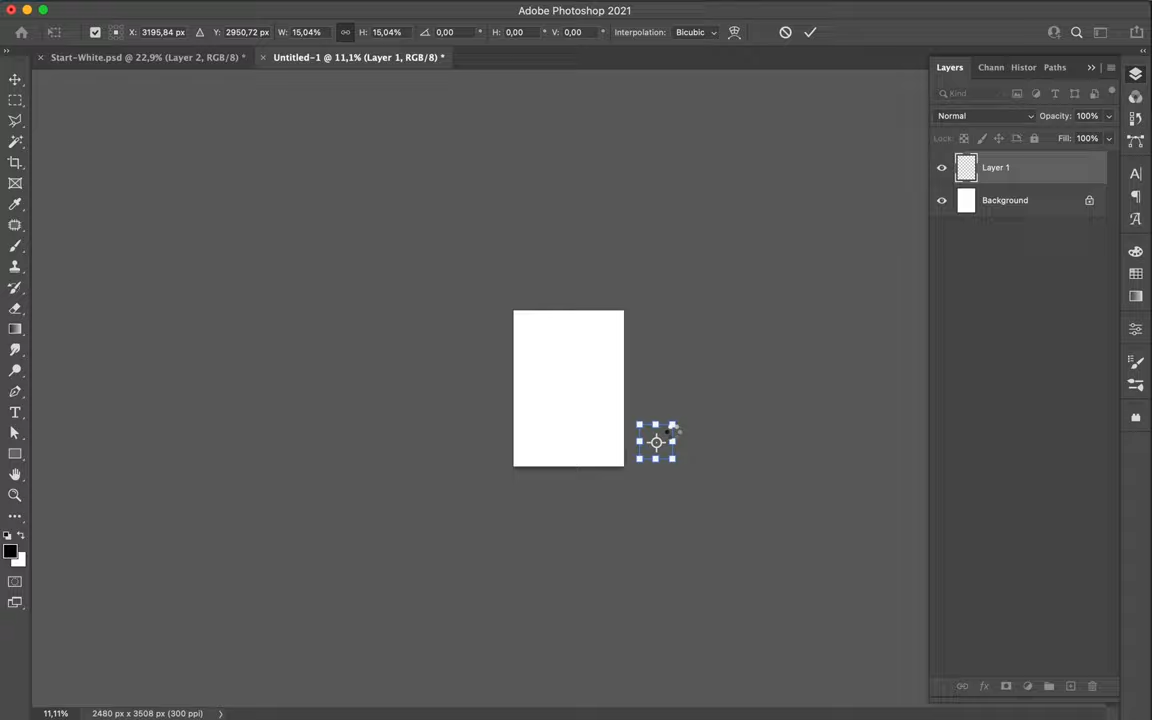 Adobe Photoshop 2021
X: 3195,84 px Y: 2950,72 px W: 15,04% H: 15,04% 0,00 ° H: 0,00 ° V: 0,00 ° Interpolation: Bicubic
Start-White.psd @ 22,9% (Layer 2, RGB/8) *
Untitled-1 @ 11,1% (Layer 1, RGB/8) *
Layers Chann Histor Paths
Kind
Normal Opacity: 100%
Lock: Fill: 100%
Layer 1
Background
11,11% 2480 px x 3508 px (300 ppi)